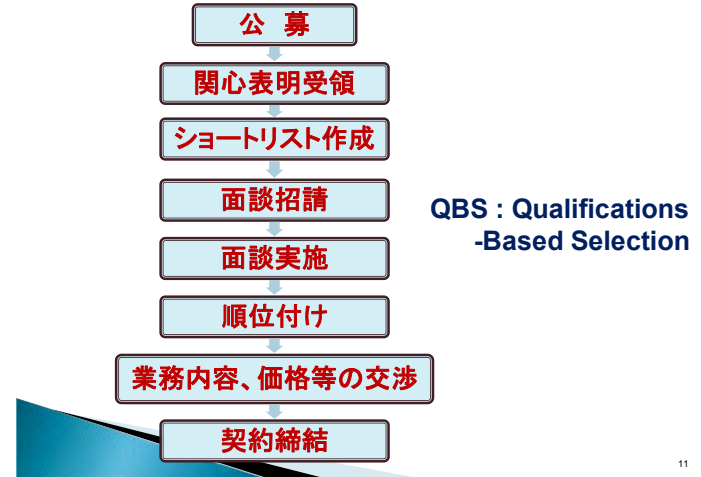 公 募
関心表明受領
ショートリスト作成
面談招請
面談実施
順位付け
業務内容、価格等の交渉
契約締結
QBS : Qualifications
-Based Selection
11